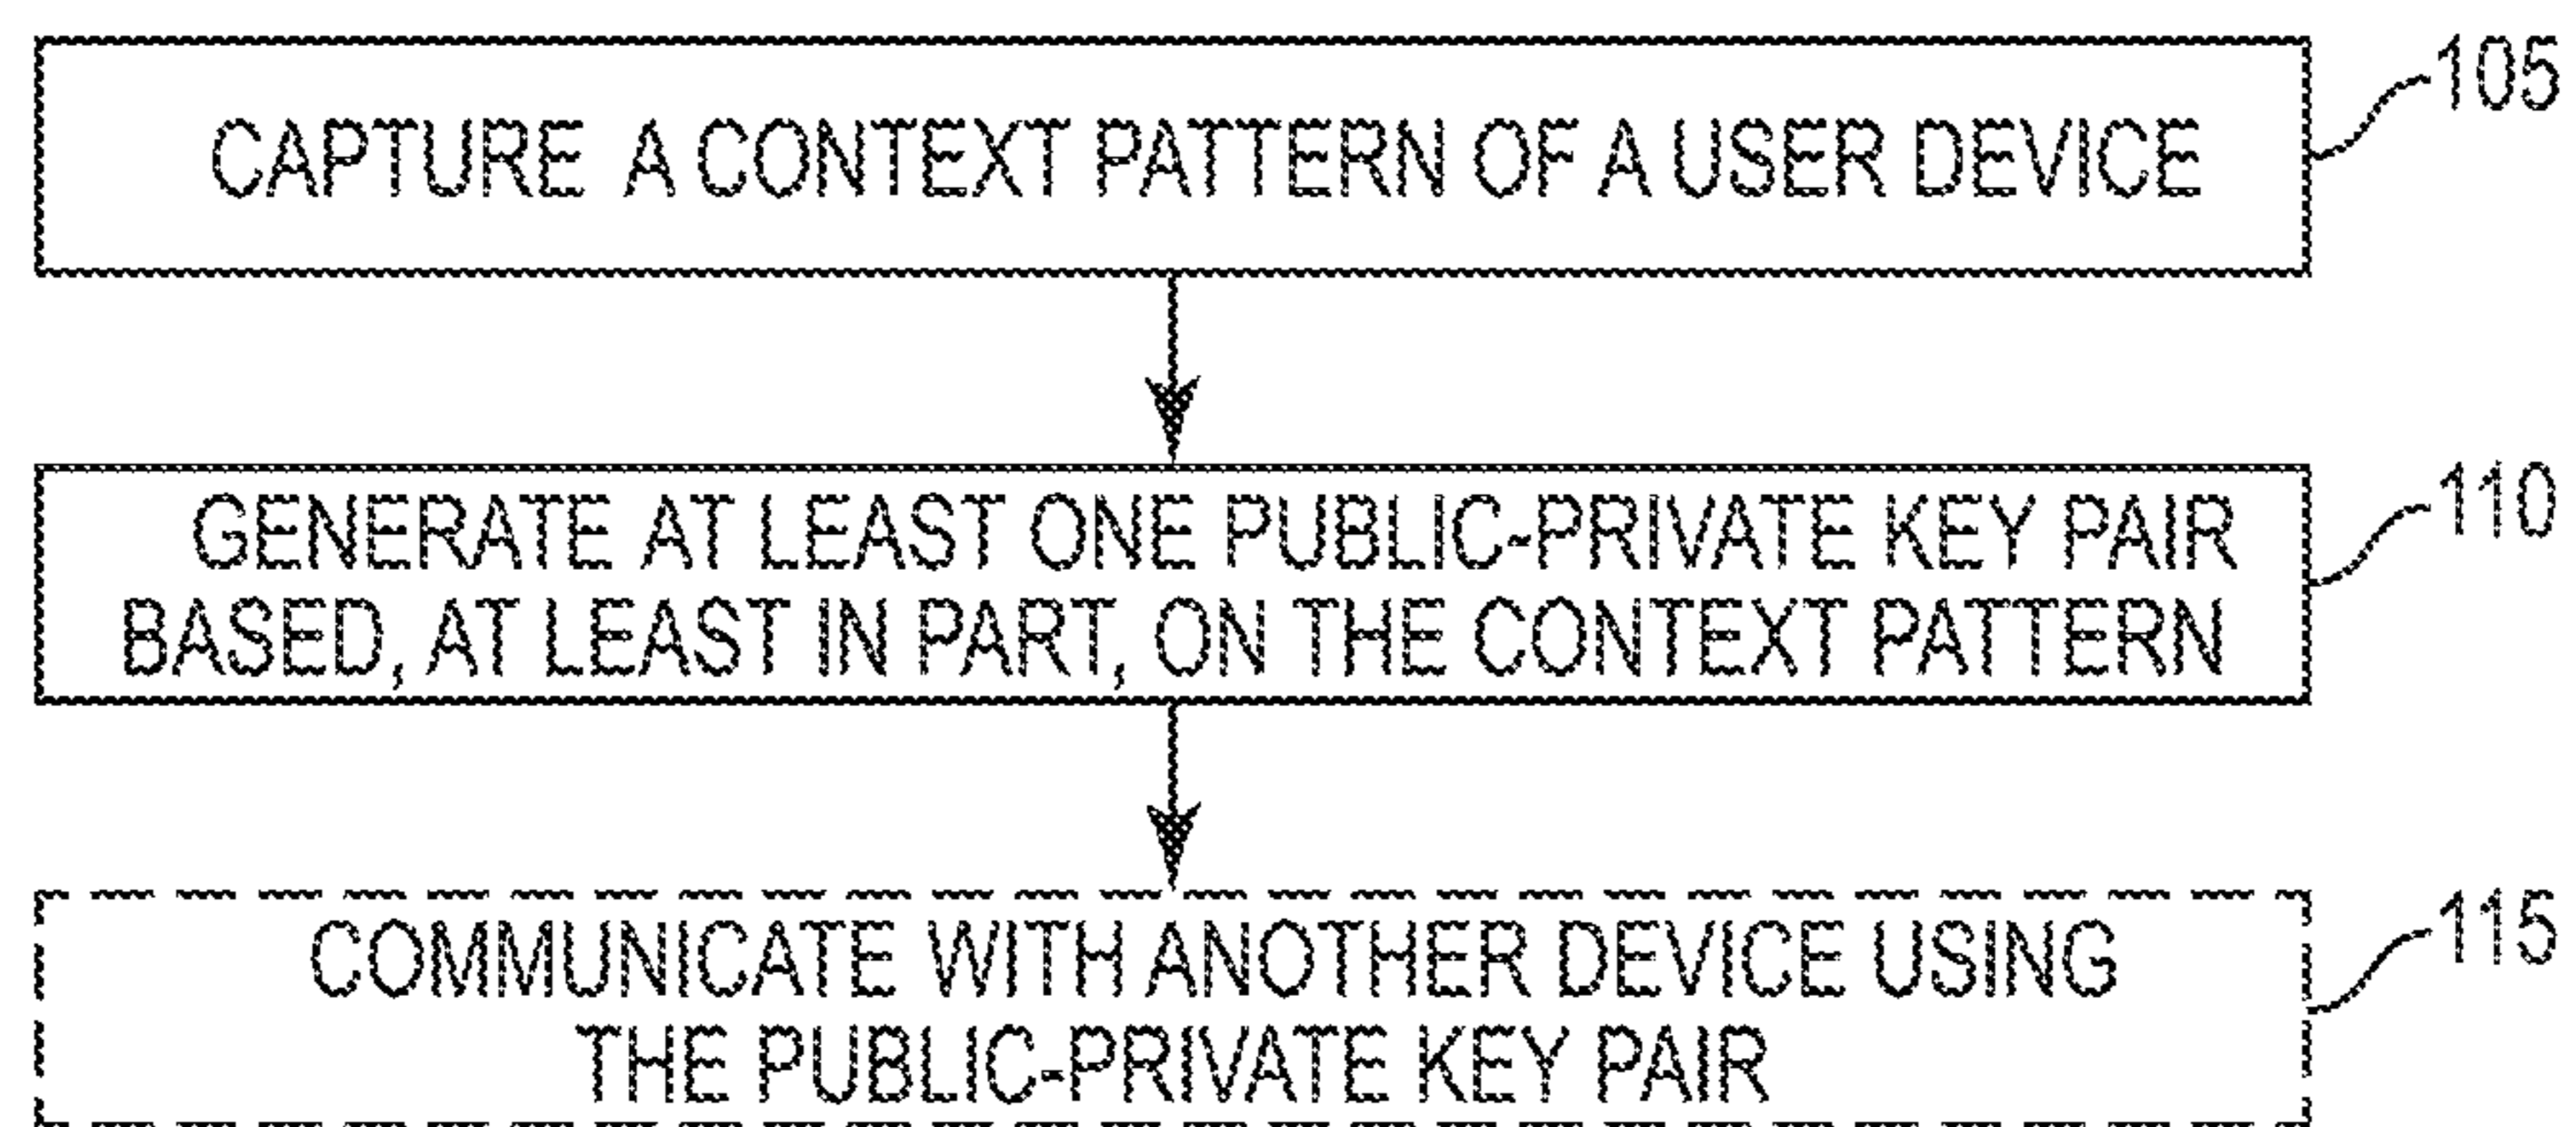 CAPTURE A CONTEXT PATTERN OF A USER DEVICE
105
GENERATE AT LEAST ONE PUBLIC-PRIVATE KEY PAIR
BASED, AT LEAST IN PART, ON THE CONTEXT PATTERN
110
COMMUNICATE WITH ANOTHER DEVICE USING
THE PUBLIC-PRIVATE KEY PAIR
115